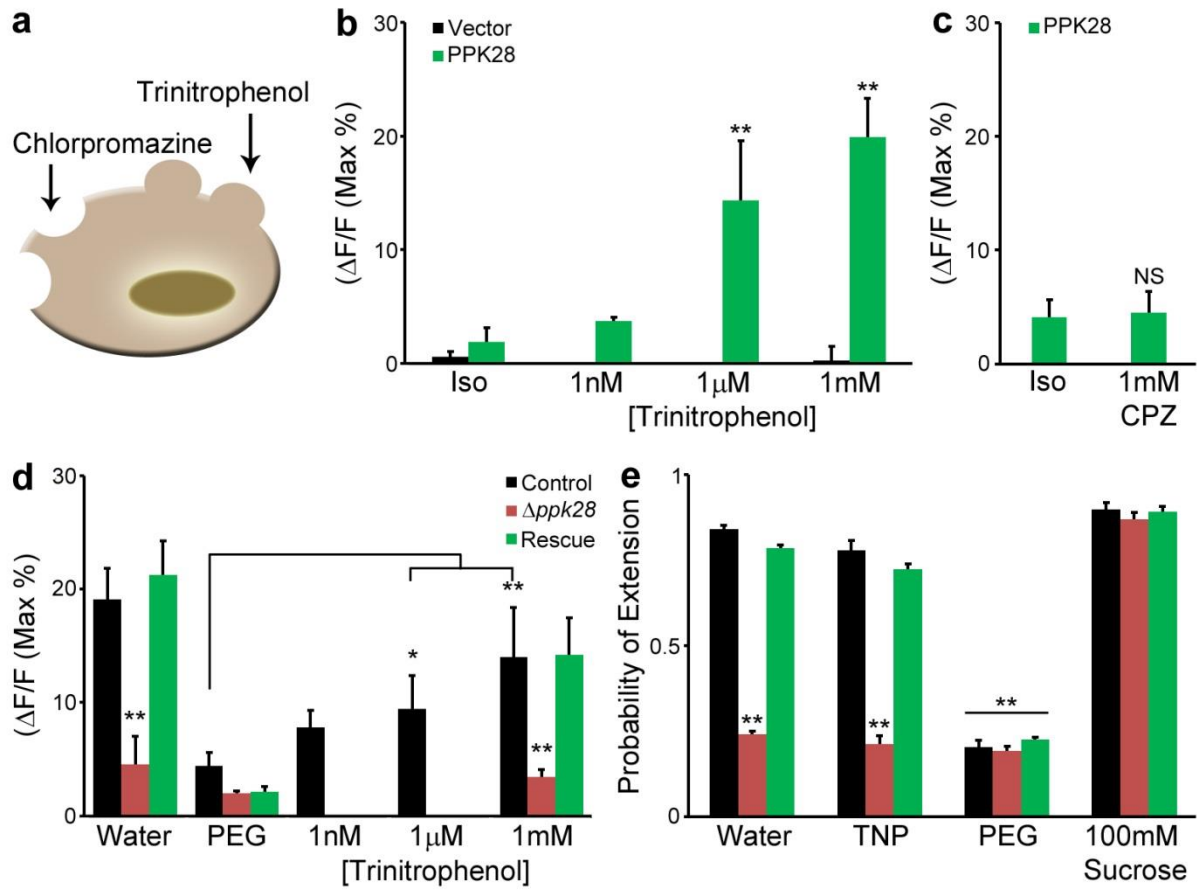 a
Trinitrophenol
Chlorpromazine
b
(ΔF/F (Max %)
30
20
10
0
Vector
PPK28
**
**
Iso
1nM
1μM
1mM
[Trinitrophenol]
c
(ΔF/F (Max %)
30
20
10
0
PPK28
NS
Iso
1mM
CPZ
d
(ΔF/F (Max %)
30
20
10
0
Control
Δppk28
Rescue
**
*
**
**
Water
PEG
1nM
1μM
1mM
[Trinitrophenol]
e
Probability of Extension
1
0.5
0
**
**
**
Water
TNP
PEG
100mM
Sucrose